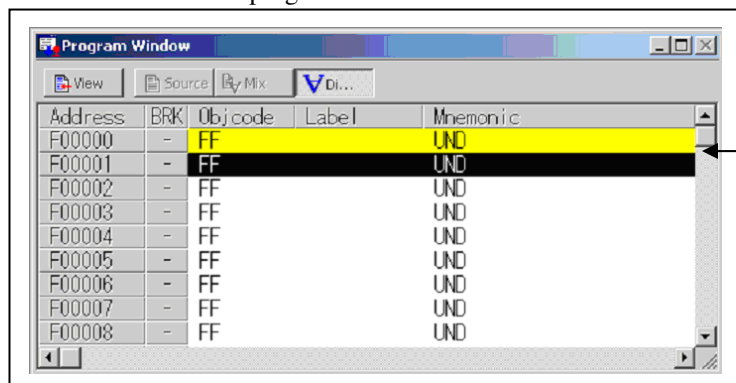 Program Window
View Source Mix Di...
Address BRK Objcode Label Mnemonic
F00000 - FF UND
F00001 - FF UND
F00002 - FF UND
F00003 - FF UND
F00004 - FF UND
F00005 - FF UND
F00006 - FF UND
F00007 - FF UND
F00008 - FF UND